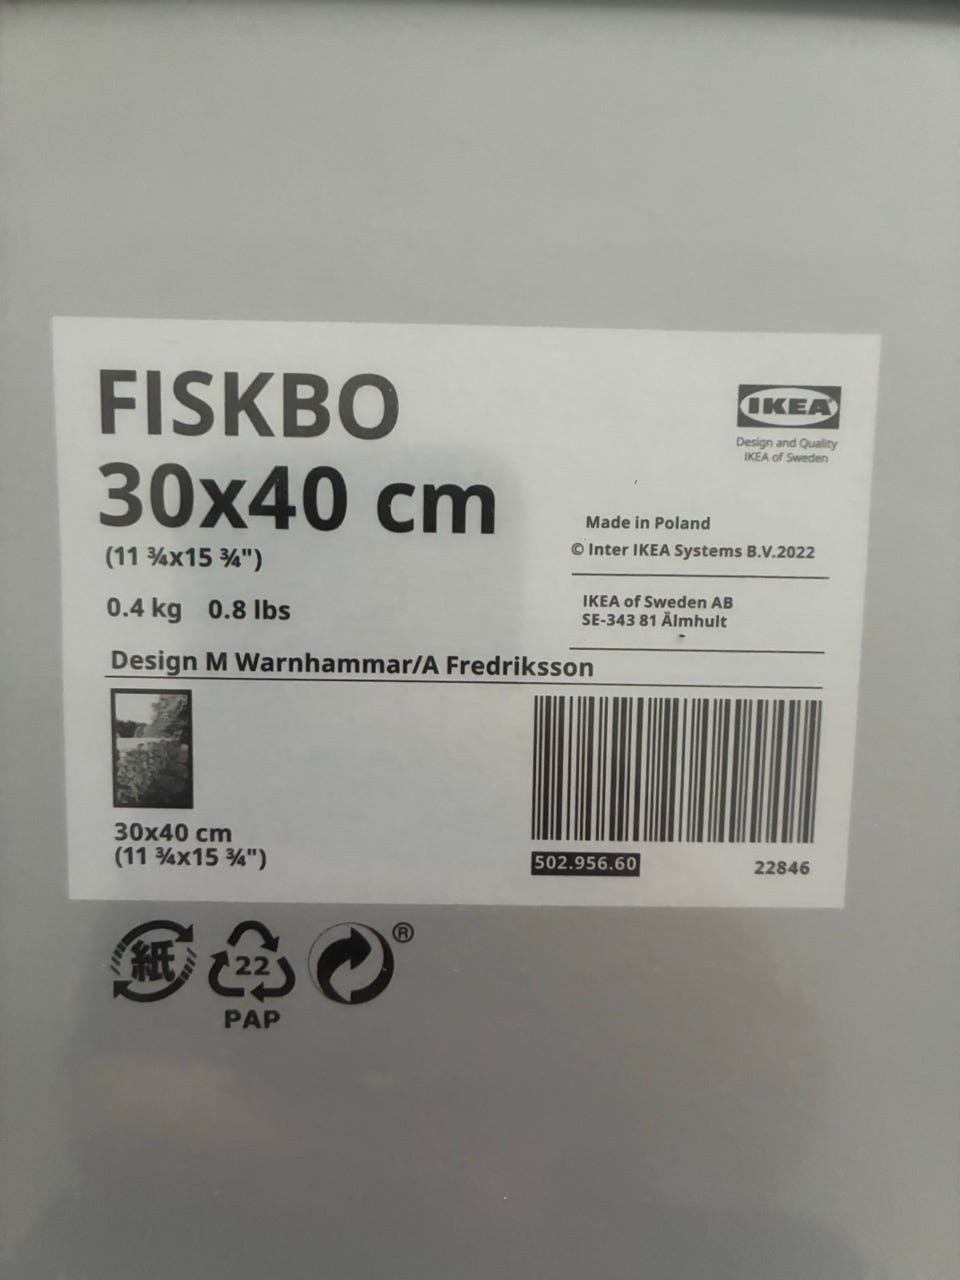 FISKBO
30x40 cm
(11 ¾x15 ¾")
0.4 kg 0.8 lbs
Design M Warnhammar/A Fredriksson
IKEA®
Design and Quality
IKEA of Sweden
Made in Poland
© Inter IKEA Systems B.V.2022
IKEA of Sweden AB
SE-343 81 Älmhult
30x40 cm
(11 ¾x15 ¾")
502.956.60
22846
紙
22
PAP
®